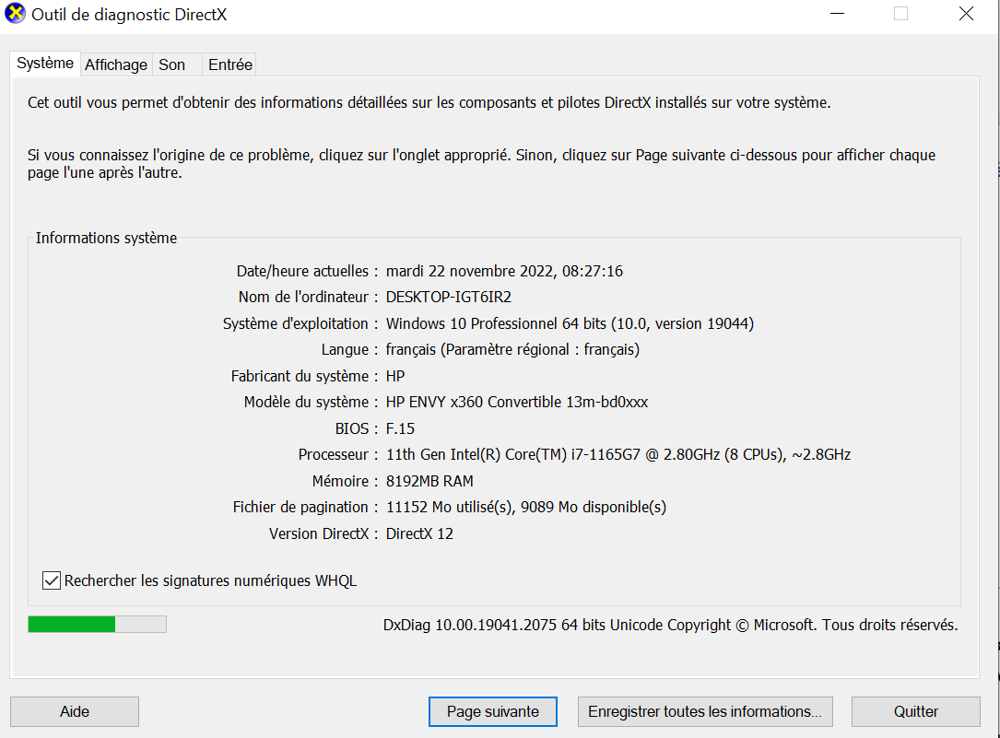 Outil de diagnostic DirectX
Système
Affichage
Son
Entrée
Cet outil vous permet d'obtenir des informations détaillées sur les composants et pilotes DirectX installés sur votre système.
Si vous connaissez l'origine de ce problème, cliquez sur l'onglet approprié. Sinon, cliquez sur Page suivante ci-dessous pour afficher chaque
page l'une après l'autre.
Informations système
Date/heure actuelles : mardi 22 novembre 2022, 08:27:16
Nom de l'ordinateur : DESKTOP-IGT6IR2
Système d'exploitation : Windows 10 Professionnel 64 bits (10.0, version 19044)
Langue : français (Paramètre régional : français)
Fabricant du système : HP
Modèle du système : HP ENVY x360 Convertible 13m-bd0xxx
BIOS : F.15
Processeur : 11th Gen Intel(R) Core(TM) i7-1165G7 @ 2.80GHz (8 CPUs), ~2.8GHz
Mémoire : 8192MB RAM
Fichier de pagination : 11152 Mo utilisé(s), 9089 Mo disponible(s)
Version DirectX : DirectX 12
Rechercher les signatures numériques WHQL
DxDiag 10.00.19041.2075 64 bits Unicode Copyright © Microsoft. Tous droits réservés.
Aide
Page suivante
Enregistrer toutes les informations...
Quitter